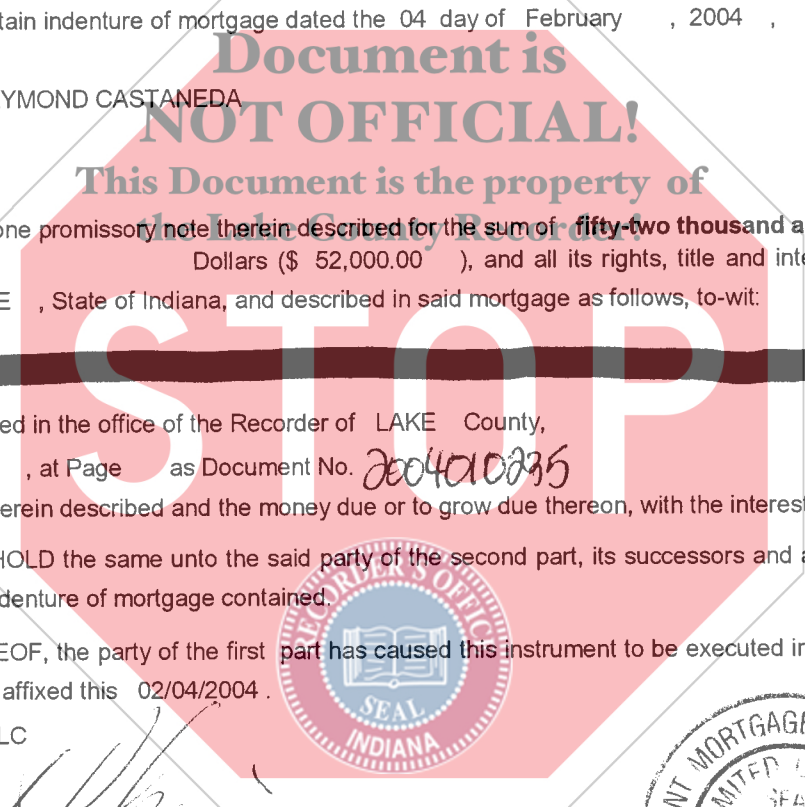 tain indenture of mortgage dated the 04 day of February , 2004 ,
Document is
YMOND CASTANEDA
NOT OFFICIAL!
This Document is the property of
the Lake County Recorder!
one promissory note therein described for the sum of fifty-two thousand a
Dollars ($ 52,000.00 ), and all its rights, title and inte
E , State of Indiana, and described in said mortgage as follows, to-wit:
STOP
ed in the office of the Recorder of LAKE County,
, at Page as Document No. 2004010235
erein described and the money due or to grow due thereon, with the interest
HOLD the same unto the said party of the second part, its successors and a
denture of mortgage contained.
RECORDER'S OFFICE
EOF, the party of the first part has caused this instrument to be executed in
affixed this 02/04/2004 .
SEAL
INDIANA
LC
NT MORTGAGE
MITED L
SEA